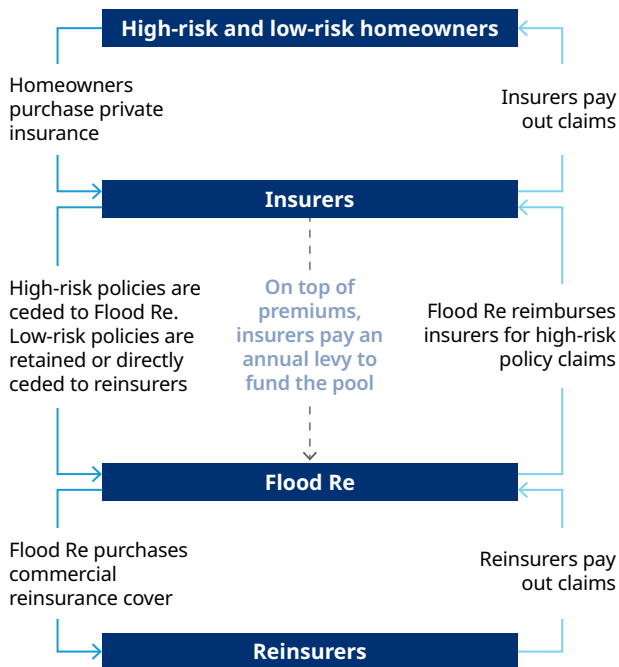 High-risk and low-risk homeowners
Homeowners
purchase private
insurance
Insurers pay
out claims
Insurers
High-risk policies are
ceded to Flood Re.
Low-risk policies are
retained or directly
ceded to reinsurers
On top of
premiums,
insurers pay an
annual levy to
fund the pool
Flood Re reimburses
insurers for high-risk
policy claims
Flood Re
Flood Re purchases
commercial
reinsurance cover
Reinsurers pay
out claims
Reinsurers